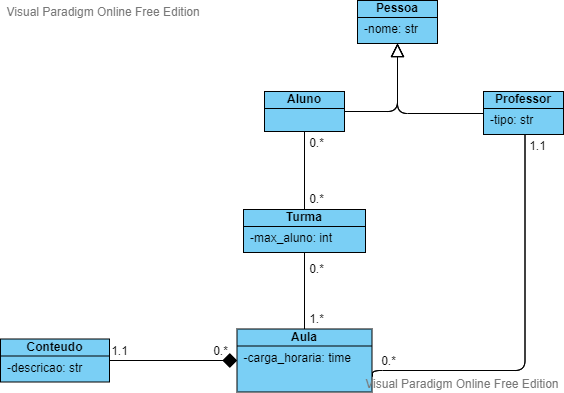 Visual Paradigm Online Free Edition
Pessoa
-nome: str
Aluno
Professor
-tipo: str
0.*
1.1
0.*
Turma
-max_aluno: int
0.*
1.*
Aula
-carga_horaria: time
Conteudo
-descricao: str
1.1
0.*
0.*
Visual Paradigm Online Free Edition